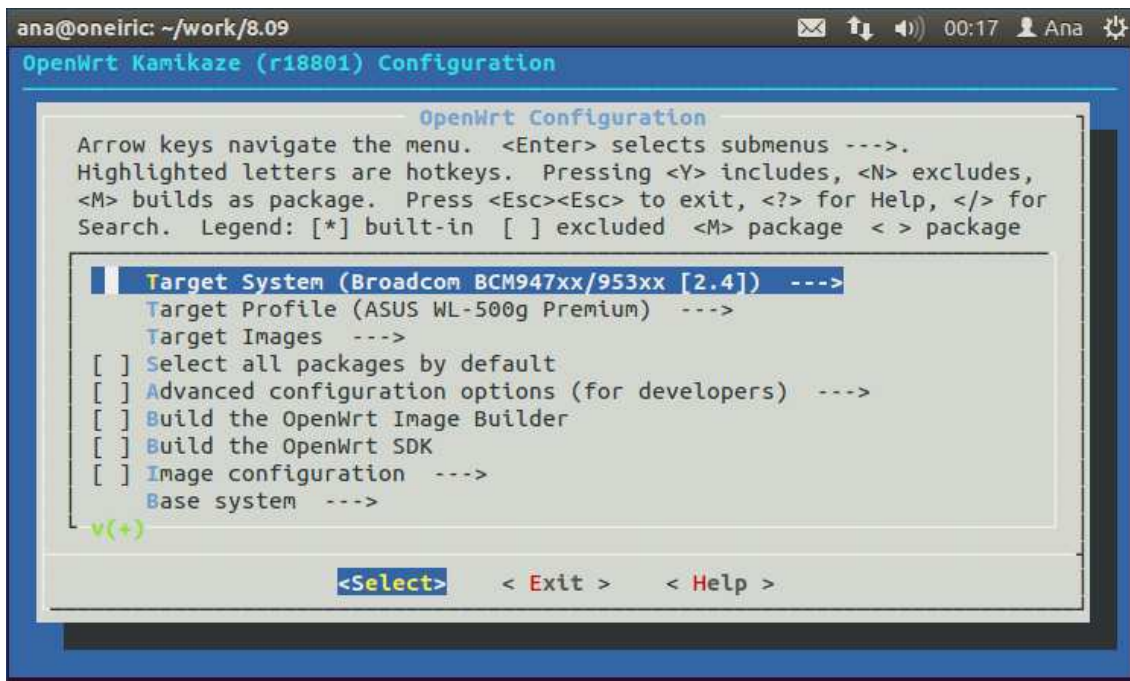 ana@oneiric: ~/work/8.09 00:17 Ana
OpenWrt Kamikaze (r18801) Configuration
OpenWrt Configuration
Arrow keys navigate the menu.  <Enter> selects submenus --->.
Highlighted letters are hotkeys.  Pressing <Y> includes, <N> excludes,
<M> builds as package.  Press <Esc><Esc> to exit, <?> for Help, </> for
Search.  Legend: [*] built-in  [ ] excluded  <M> package  < > package
Target System (Broadcom BCM947xx/953xx [2.4])  --->
Target Profile (ASUS WL-500g Premium)  --->
Target Images  --->
[ ] Select all packages by default
[ ] Advanced configuration options (for developers)  --->
[ ] Build the OpenWrt Image Builder
[ ] Build the OpenWrt SDK
[ ] Image configuration  --->
Base system  --->
v(+)
<Select>    < Exit >    < Help >